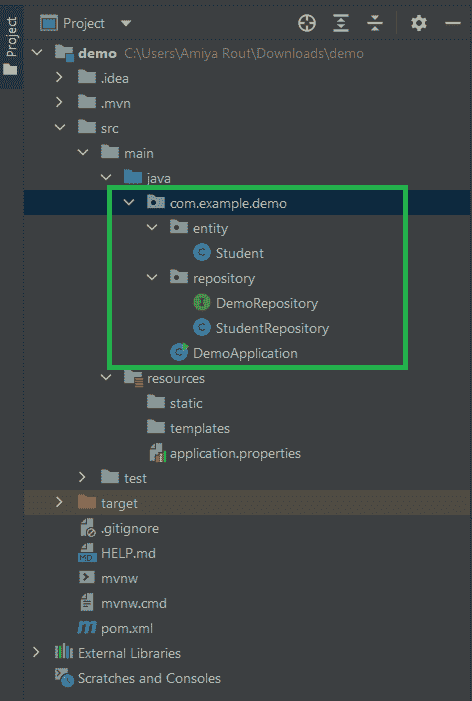 Project
Project
demo C:\Users\Amiya Rout\Downloads\demo
.idea
.mvn
src
main
java
com.example.demo
entity
C Student
repository
DemoRepository
C StudentRepository
C DemoApplication
resources
static
templates
application.properties
test
target
.gitignore
MD HELP.md
mvnw
mvnw.cmd
m pom.xml
External Libraries
Scratches and Consoles